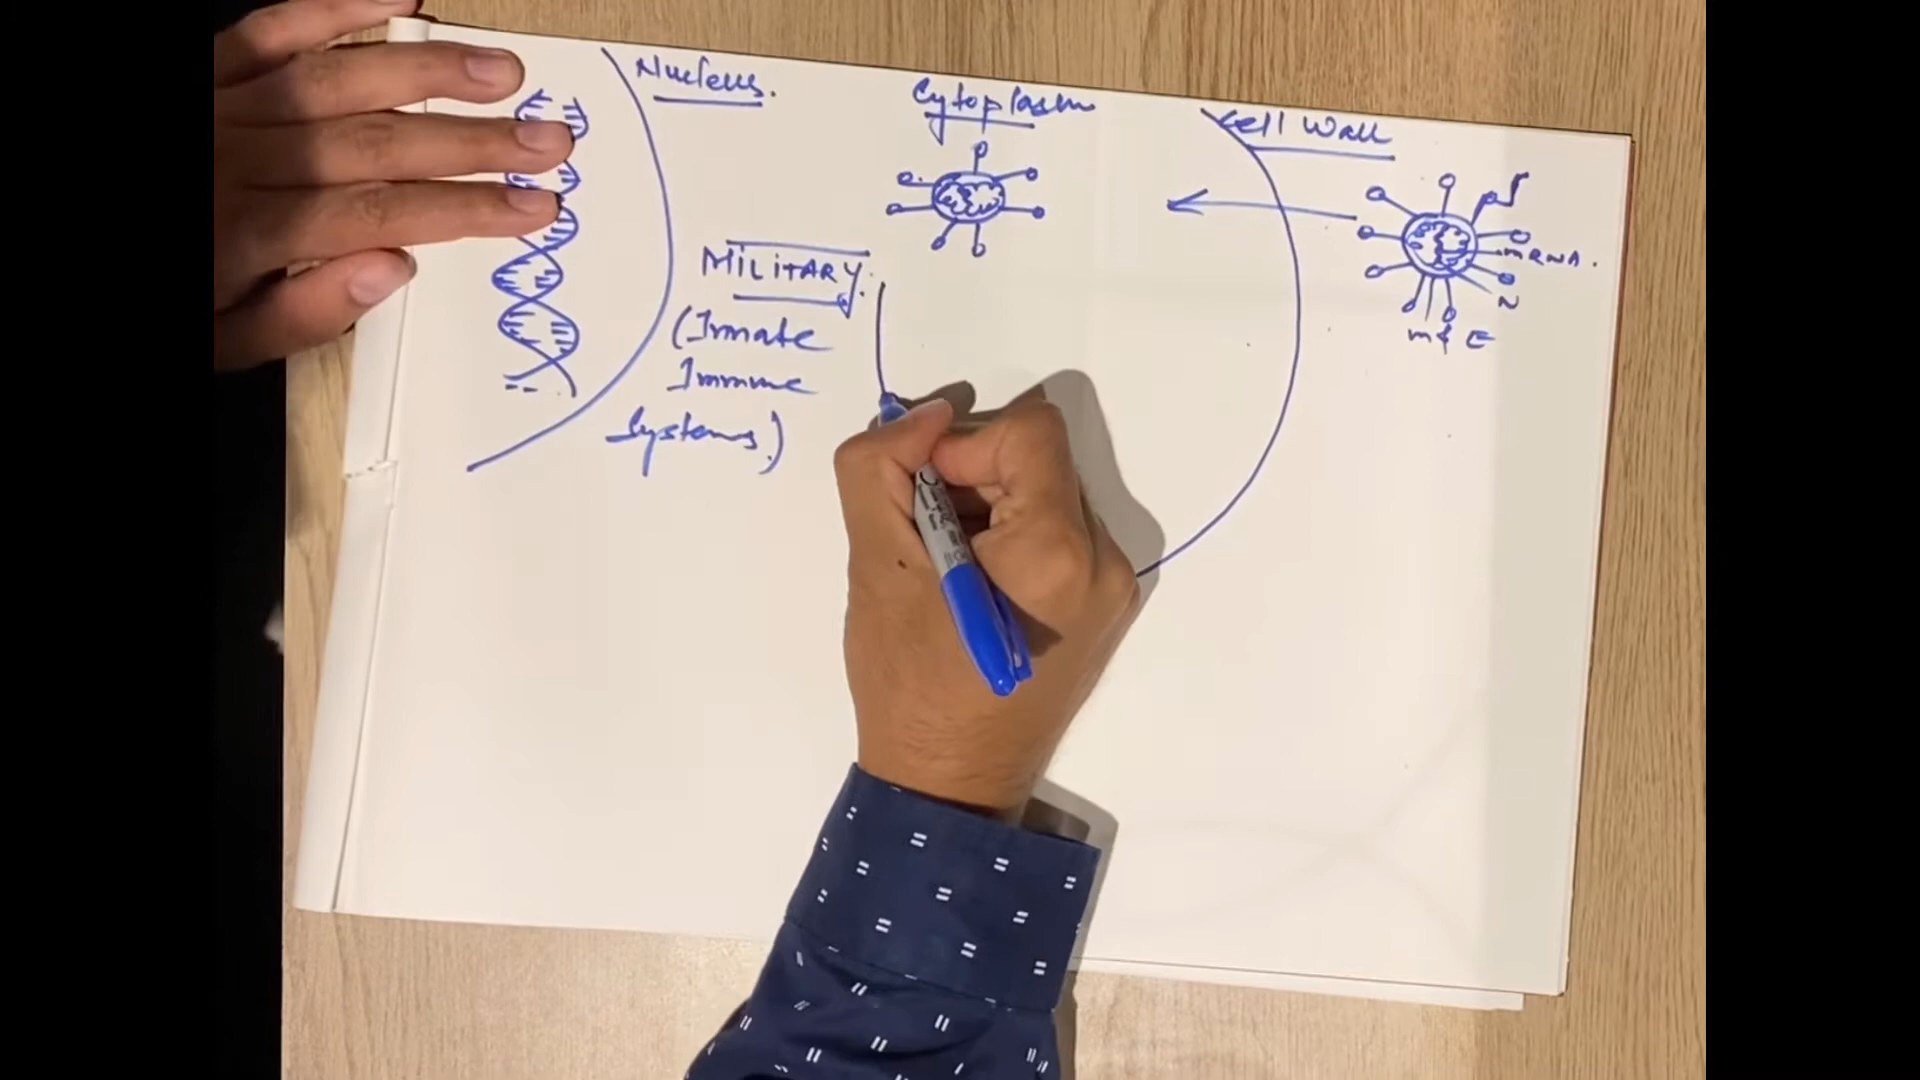 Nucleus.
Cytoplasm
Cell Wall
S
mRNA.
N
m & E
MILITARY.
(Innate
Immune
Systems.)